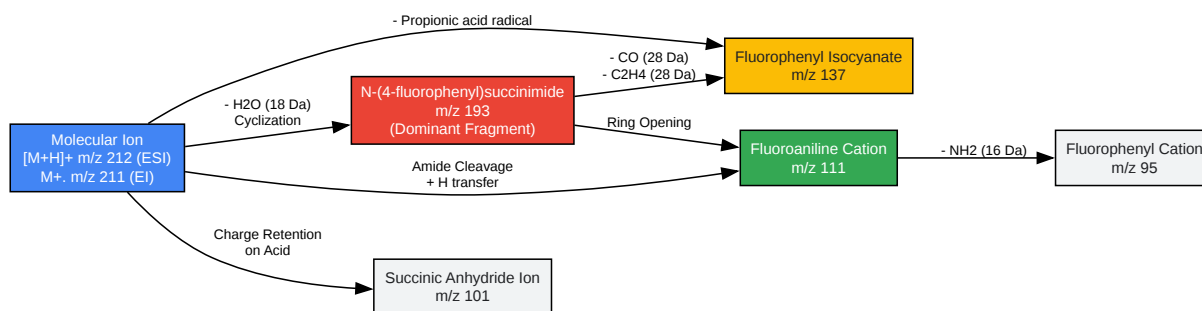 - Propionic acid radical
Fluorophenyl Isocyanate
m/z 137
- CO (28 Da)
- C2H4 (28 Da)
N-(4-fluorophenyl)succinimide
m/z 193
(Dominant Fragment)
- H2O (18 Da)
Cyclization
Molecular Ion
[M+H]+ m/z 212 (ESI)
M+. m/z 211 (EI)
Ring Opening
Fluoroaniline Cation
m/z 111
- NH2 (16 Da)
Fluorophenyl Cation
m/z 95
Amide Cleavage
+ H transfer
Charge Retention
on Acid
Succinic Anhydride Ion
m/z 101